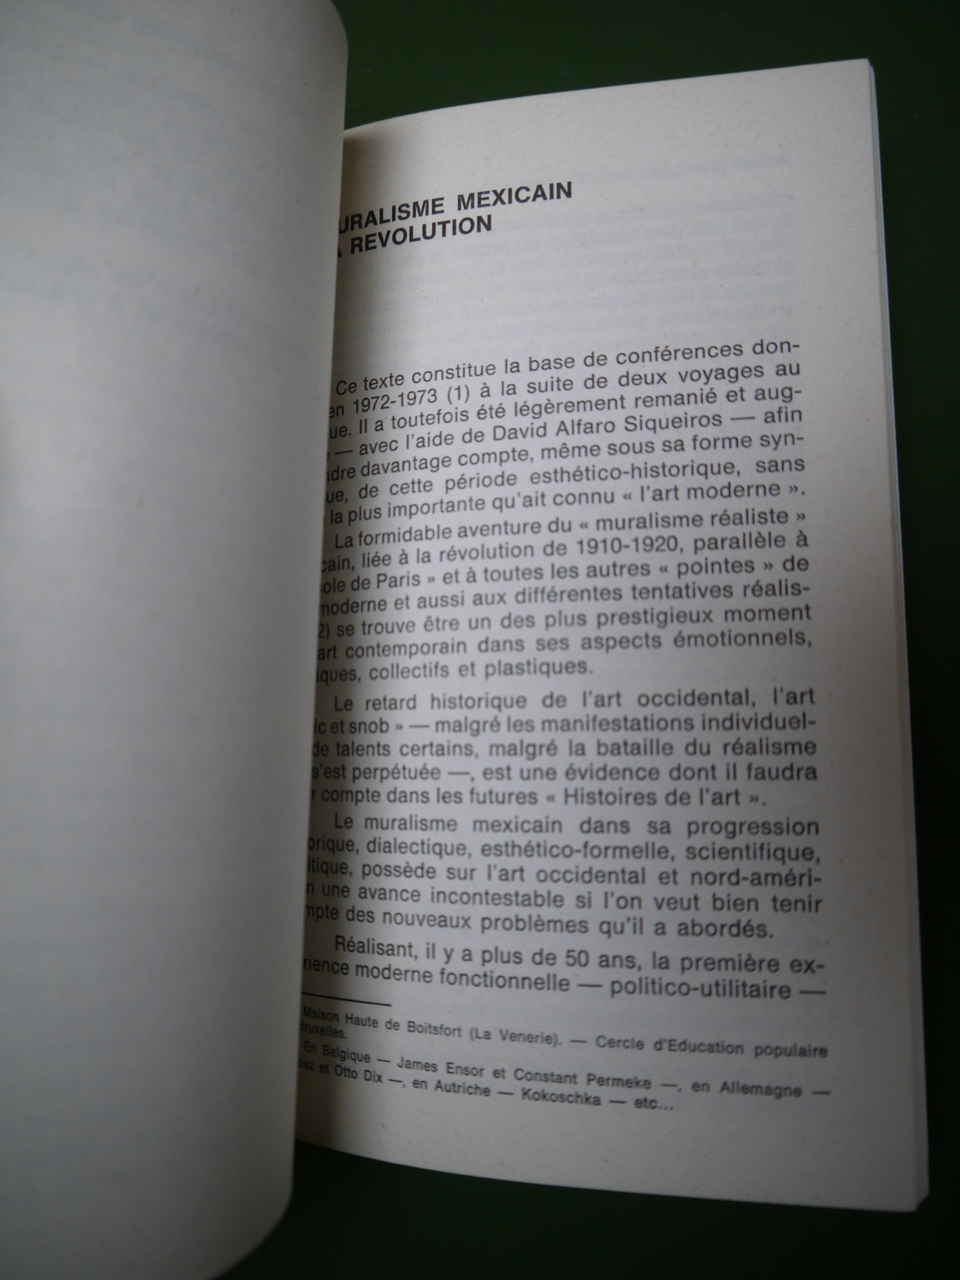 URALISME MEXICAIN
A REVOLUTION
Ce texte constitue la base de conférences don-
en 1972-1973 (1) à la suite de deux voyages au
ue. Il a toutefois été légèrement remanié et aug-
— avec l'aide de David Alfaro Siqueiros — afin
dre davantage compte, même sous sa forme syn-
ue, de cette période esthético-historique, sans
la plus importante qu'ait connu « l'art moderne ».
La formidable aventure du « muralisme réaliste »
cain, liée à la révolution de 1910-1920, parallèle à
ole de Paris » et à toutes les autres « pointes » de
moderne et aussi aux différentes tentatives réalis-
2) se trouve être un des plus prestigieux moment
art contemporain dans ses aspects émotionnels,
iques, collectifs et plastiques.
Le retard historique de l'art occidental, l'art
ic et snob » — malgré les manifestations individuel-
de talents certains, malgré la bataille du réalisme
s'est perpétuée —, est une évidence dont il faudra
r compte dans les futures « Histoires de l'art ».
Le muralisme mexicain dans sa progression
orique, dialectique, esthético-formelle, scientifique,
itique, possède sur l'art occidental et nord-améri-
n une avance incontestable si l'on veut bien tenir
mpte des nouveaux problèmes qu'il a abordés.
Réalisant, il y a plus de 50 ans, la première ex-
rience moderne fonctionnelle — politico-utilitaire —
Maison Haute de Boitsfort (La Venerie). — Cercle d'Education populaire
Bruxelles.
En Belgique — James Ensor et Constant Permeke —, en Allemagne —
osz et Otto Dix —, en Autriche — Kokoschka — etc...